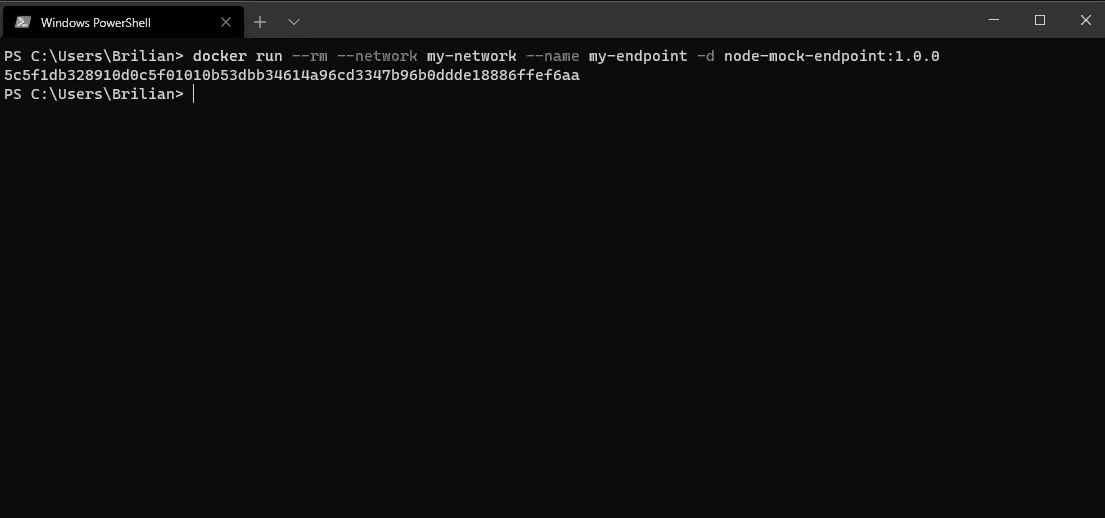 Windows PowerShell
PS C:\Users\Brilian> docker run --rm --network my-network --name my-endpoint -d node-mock-endpoint:1.0.0
5c5f1db328910d0c5f01010b53dbb34614a96cd3347b96b0ddde18886ffef6aa
PS C:\Users\Brilian>